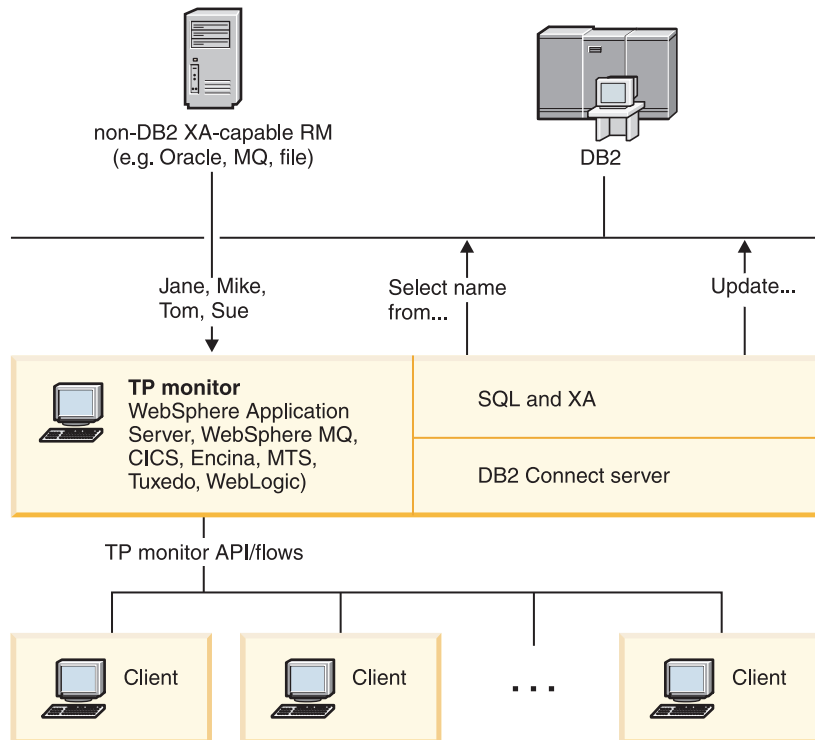 non-DB2 XA-capable RM
(e.g. Oracle, MQ, file)
DB2
Jane, Mike,
Tom, Sue
Select name
from...
Update...
TP monitor
WebSphere Application
Server, WebSphere MQ,
CICS, Encina, MTS,
Tuxedo, WebLogic)
SQL and XA
DB2 Connect server
TP monitor API/flows
Client
Client
...
Client